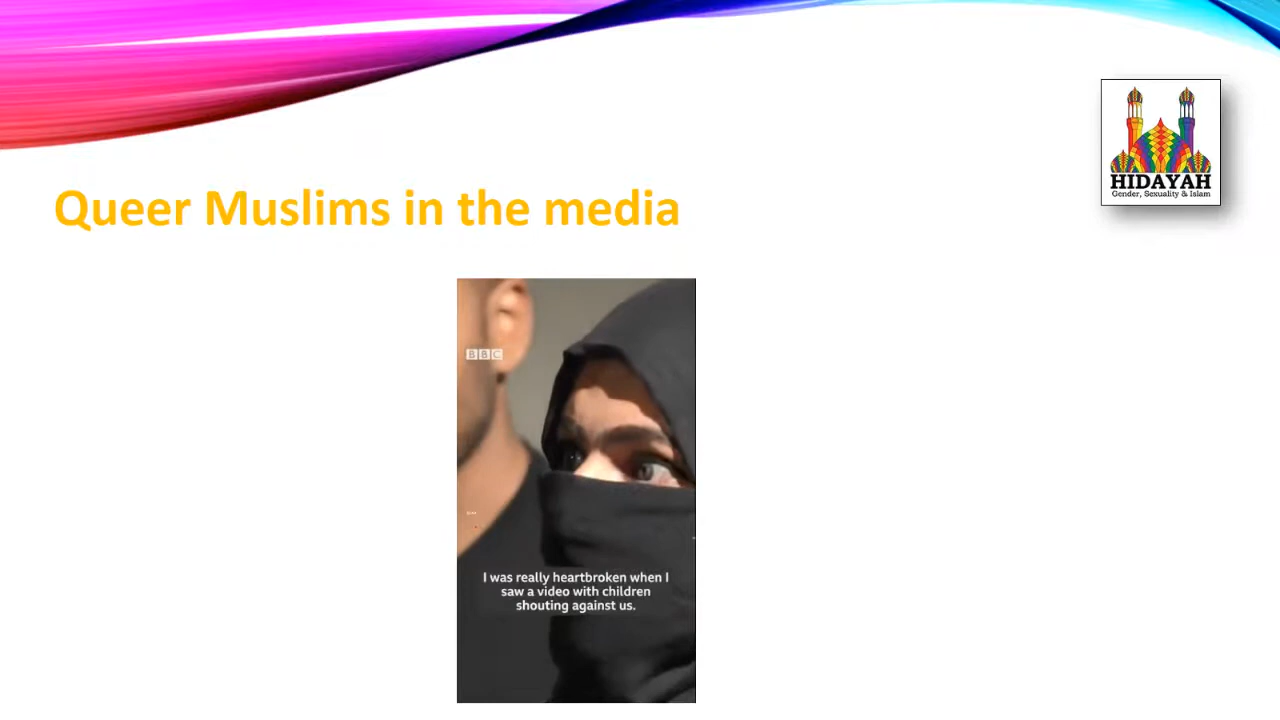 HIDAYAH
Gender, Sexuality & Islam
Queer Muslims in the media
BBC
I was really heartbroken when I
saw a video with children
shouting against us.